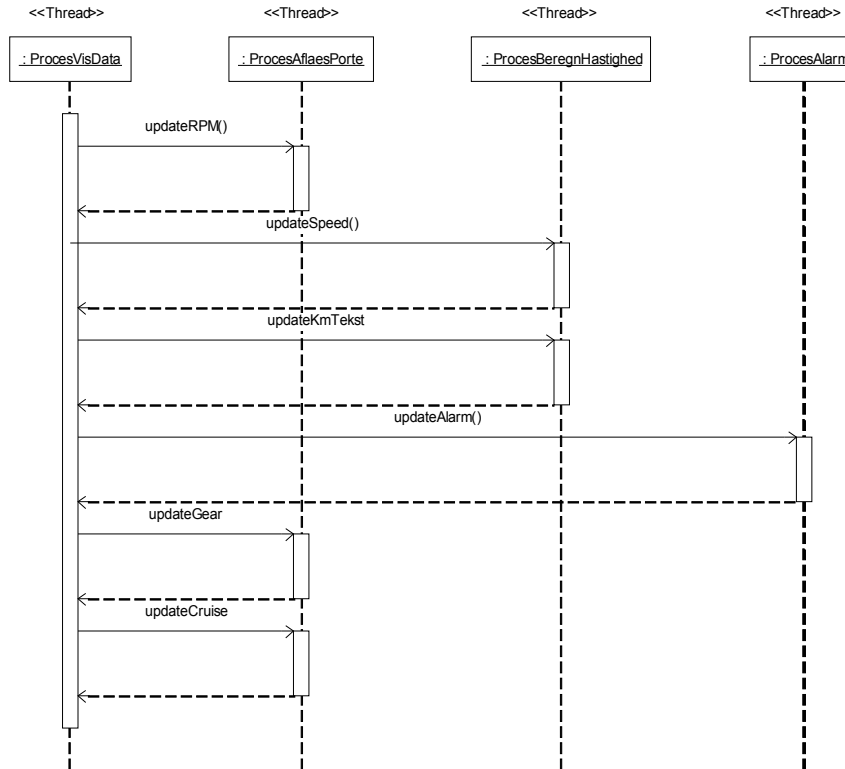 <<Thread>>
<<Thread>>
<<Thread>>
<<Thread>>
: ProcesVisData
: ProcesAflaesPorte
: ProcesBeregnHastighed
: ProcesAlarm
updateRPM()
updateSpeed()
updateKmTekst
updateAlarm()
updateGear
updateCruise